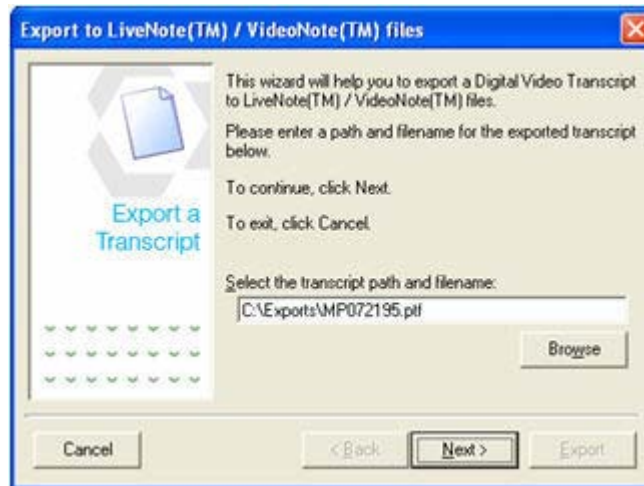 Export to LiveNote(TM) / VideoNote(TM) files
This wizard will help you to export a Digital Video Transcript
to LiveNote(TM) / VideoNote(TM) files.
Please enter a path and filename for the exported transcript
below.
To continue, click Next.
To exit, click Cancel.
Export a
Transcript
Select the transcript path and filename:
C:\Exports\MP072195.ptf
Browse
Cancel
< Back
Next >
Export